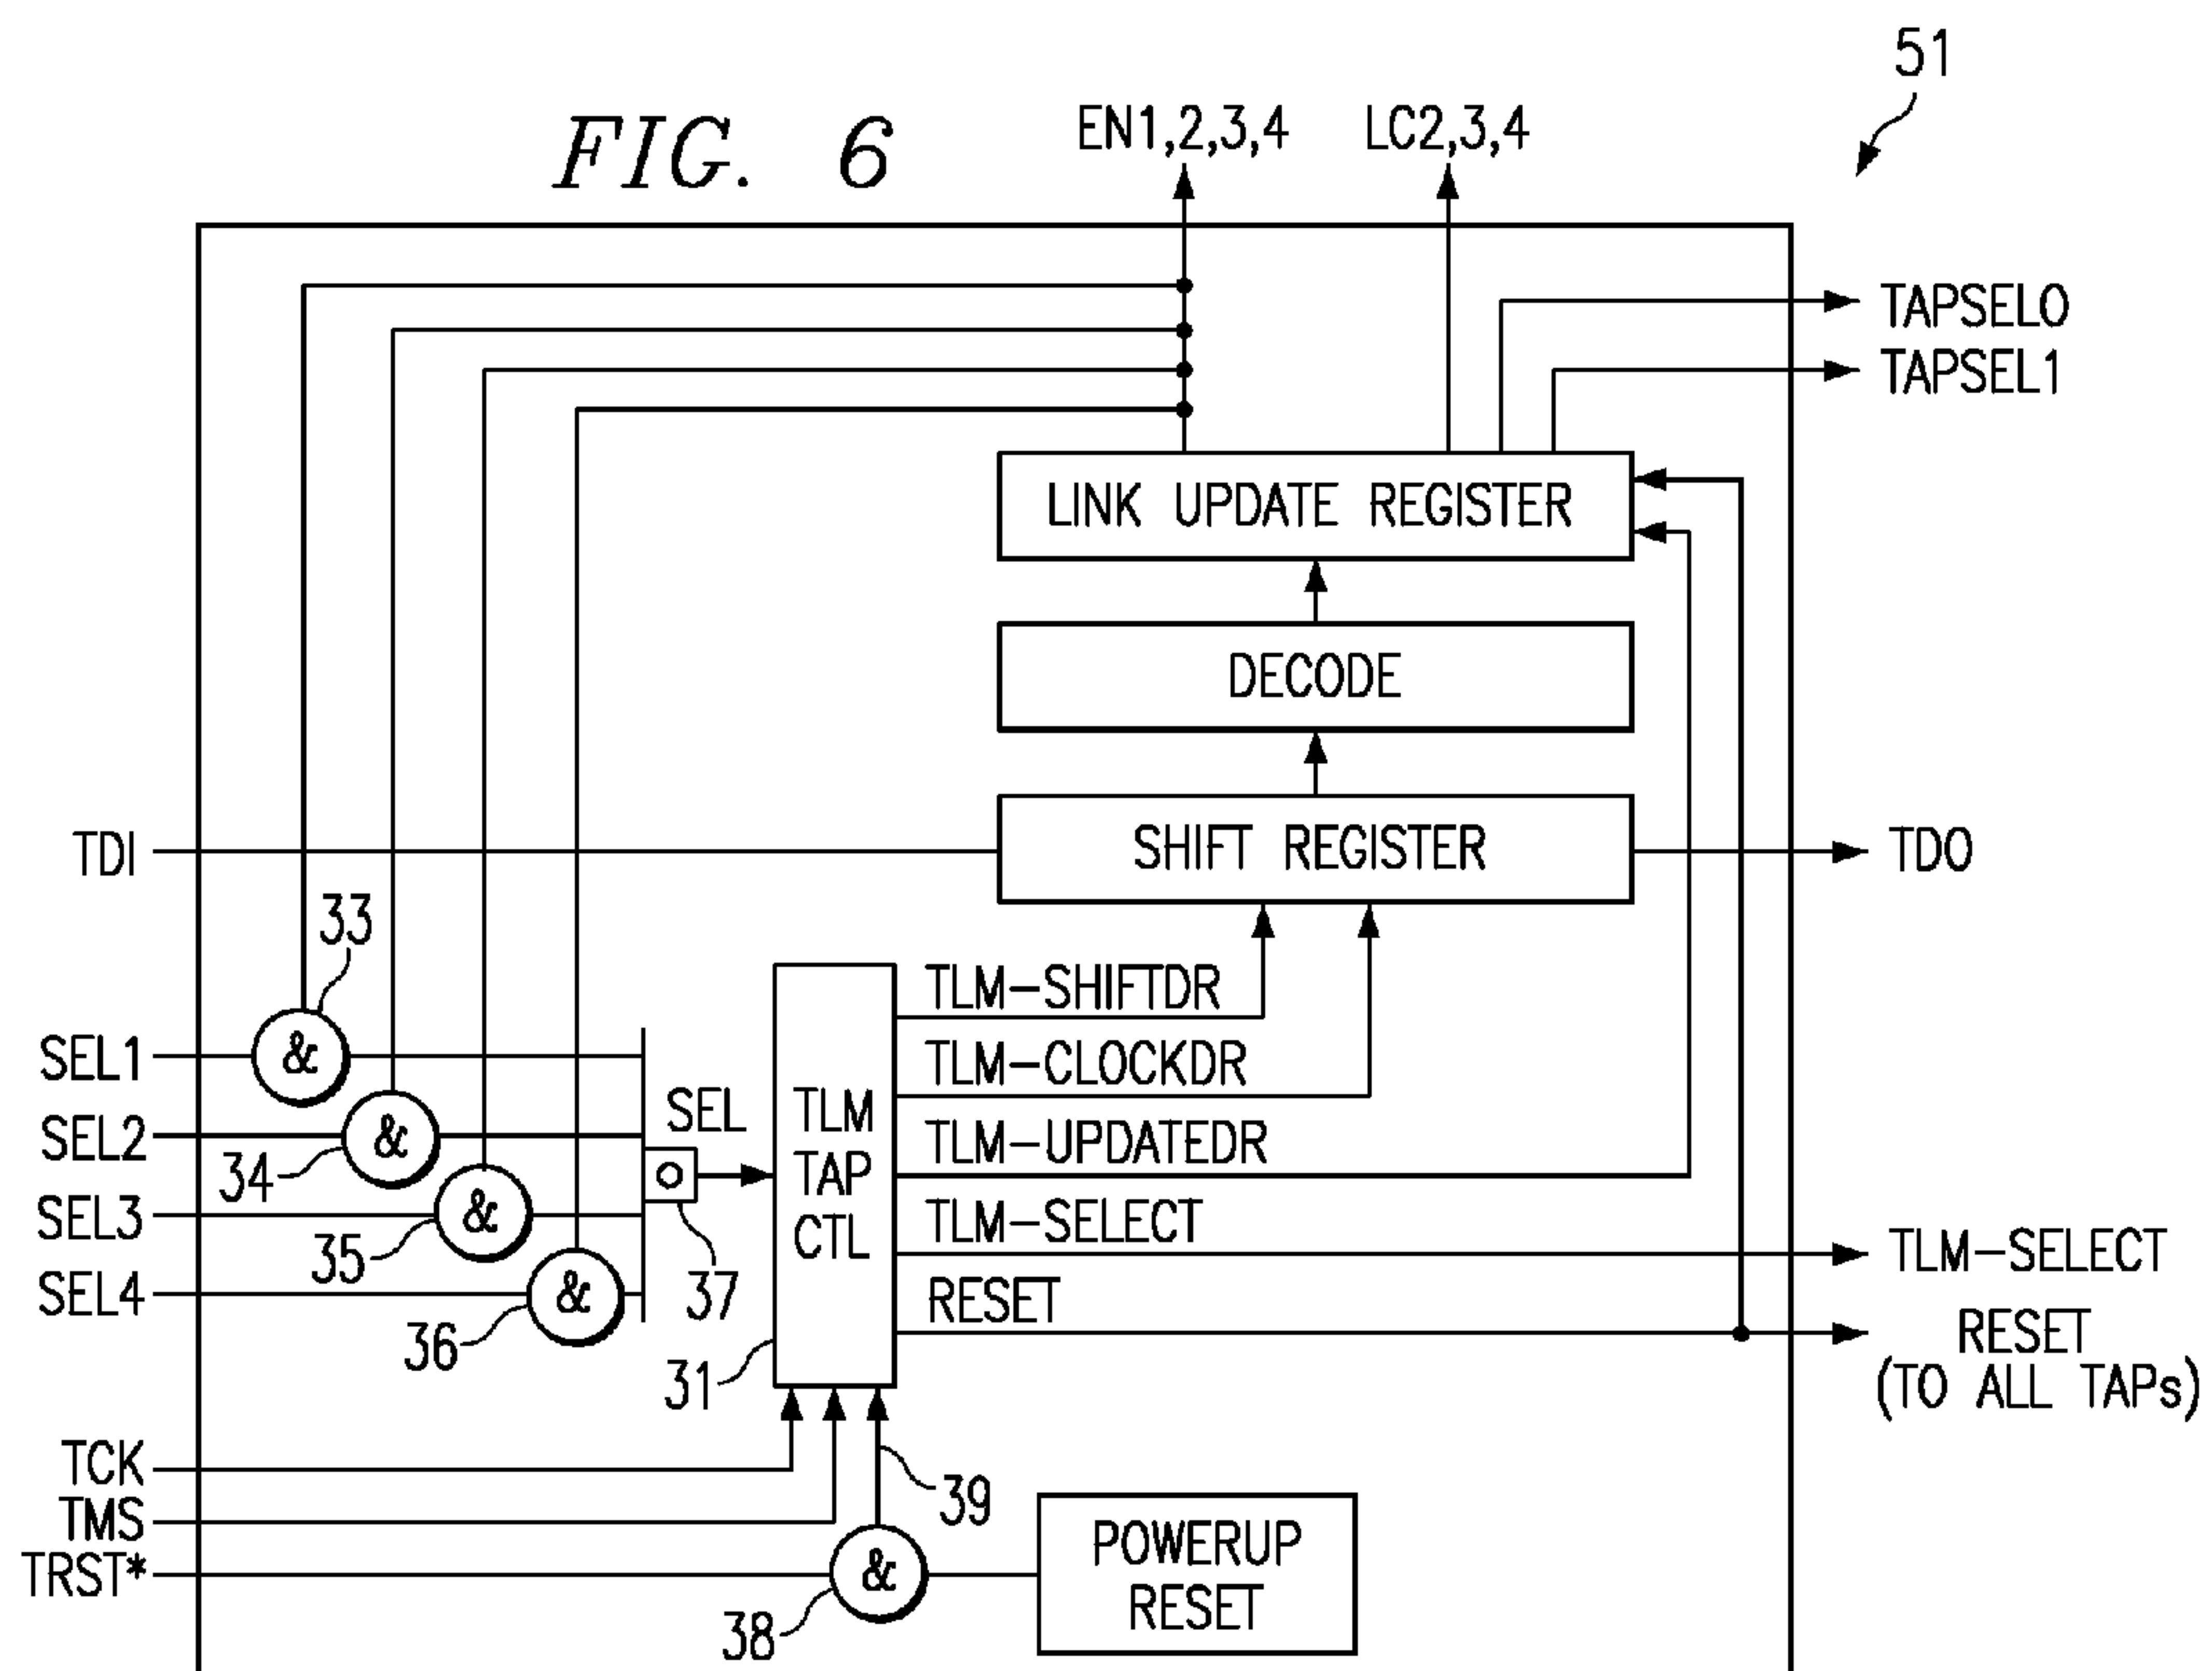 51
FIG. 6
EN1,2,3,4
LC2,3,4
TAPSEL0
TAPSEL1
LINK UPDATE REGISTER
DECODE
TDI
SHIFT REGISTER
TDO
33
&
SEL1
TLM-SHIFTDR
TLM-CLOCKDR
SEL
TLM
TAP
CTL
SEL2
&
34
TLM-UPDATEDR
SEL3
&
35
TLM-SELECT
TLM-SELECT
SEL4
&
36
37
31
RESET
RESET
(TO ALL TAPs)
TCK
TMS
TRST*
39
&
38
POWERUP
RESET